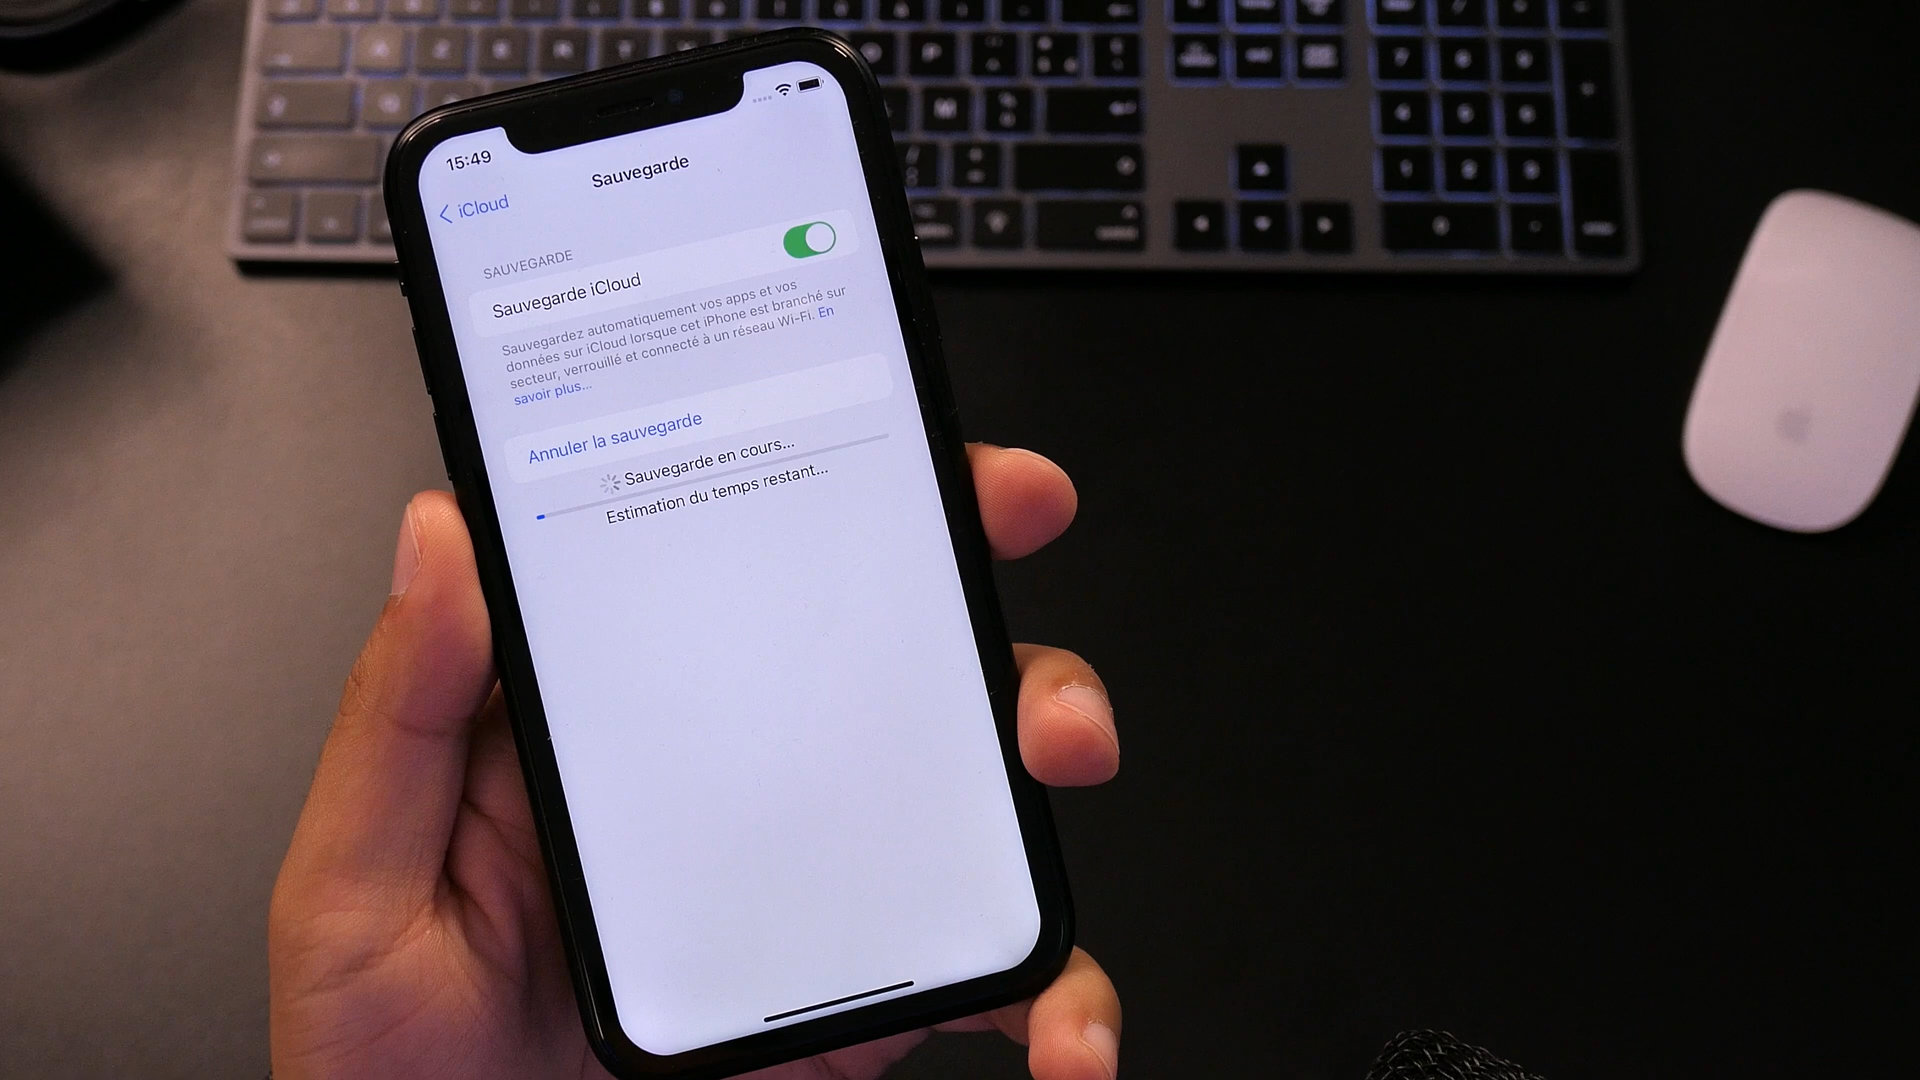 15:49
Sauvegarde
iCloud
SAUVEGARDE
Sauvegarde iCloud
Sauvegardez automatiquement vos apps et vos
données sur iCloud lorsque cet iPhone est branché sur
secteur, verrouillé et connecté à un réseau Wi-Fi. En
savoir plus...
Annuler la sauvegarde
Sauvegarde en cours...
Estimation du temps restant...